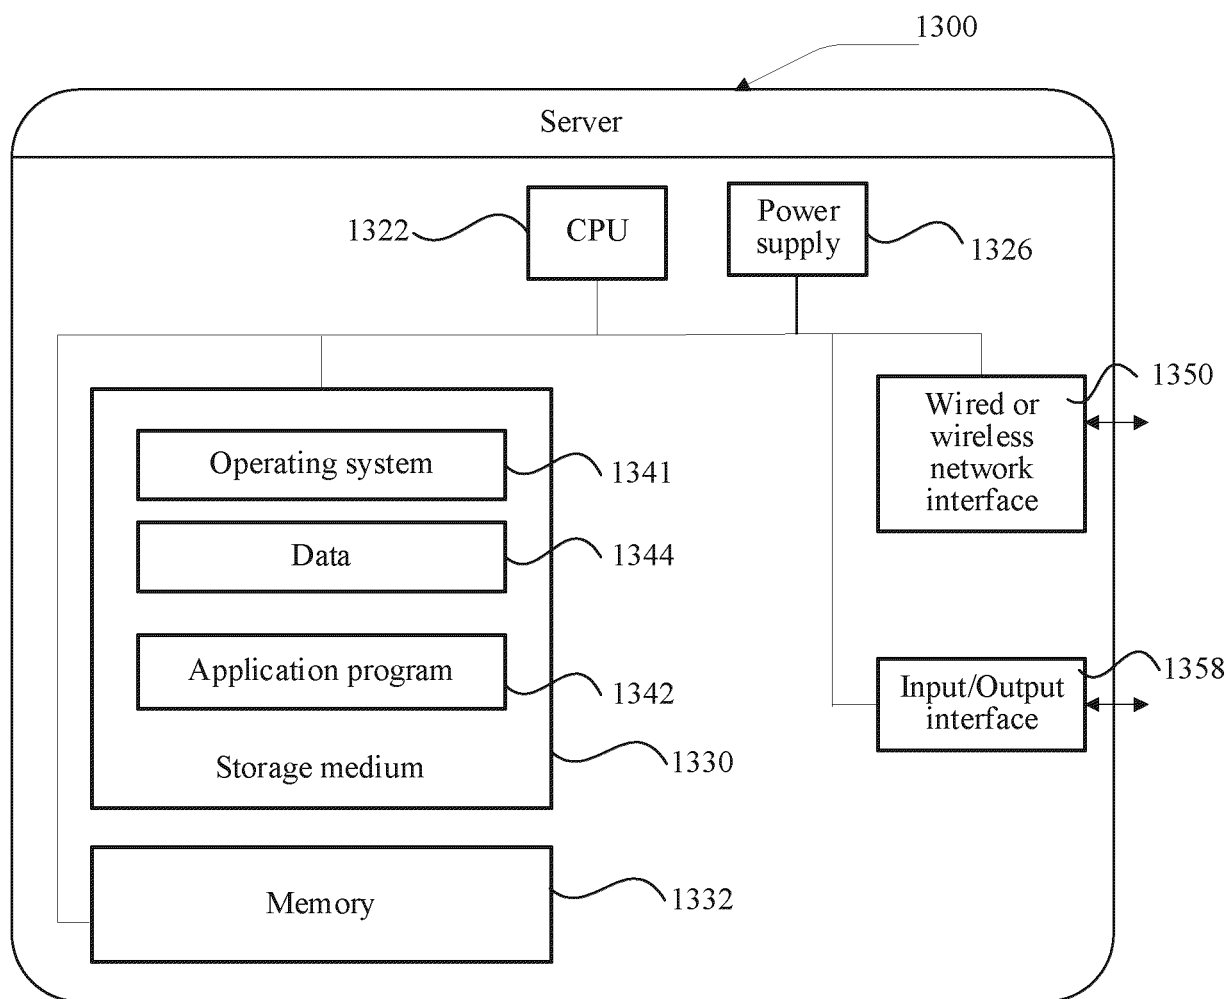 1300
Server
1322
CPU
Power
supply
1326
1350
Wired or
wireless
network
interface
Operating system
1341
Data
1344
Application program
1342
Storage medium
1330
Input/Output
interface
1358
Memory
1332